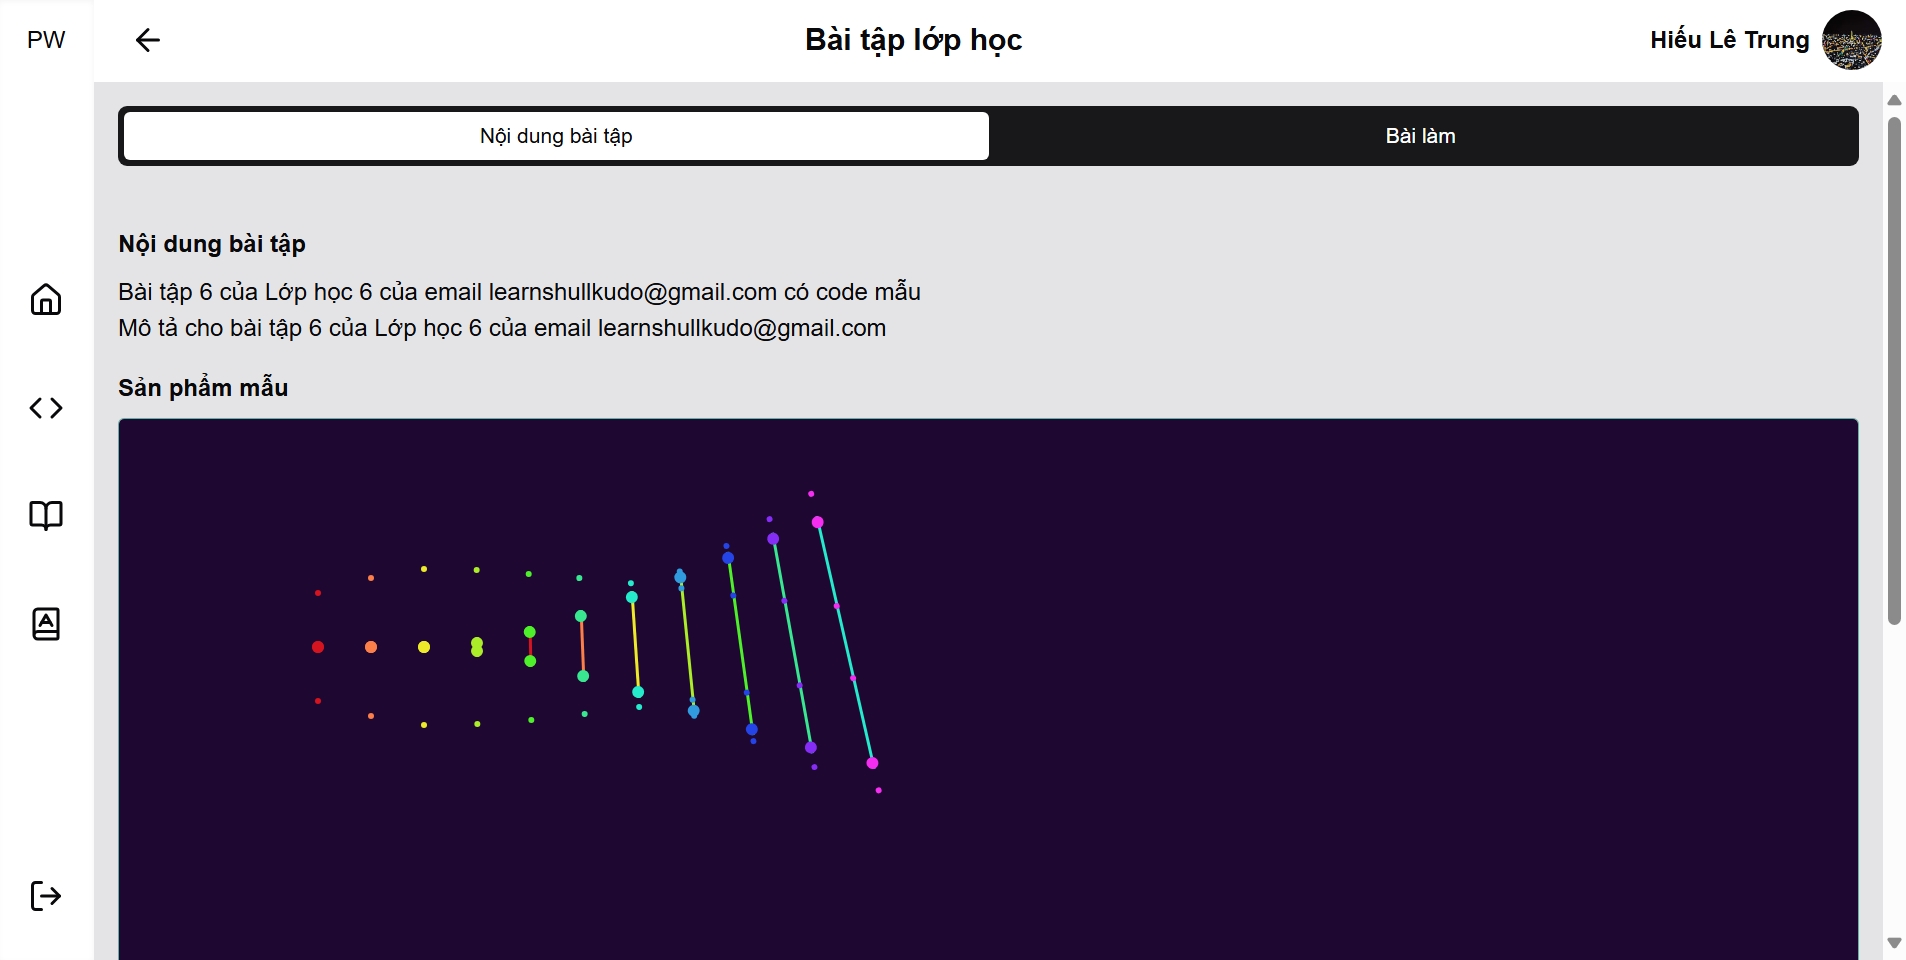 PW
Bài tập lớp học
Hiếu Lê Trung
Nội dung bài tập
Bài làm
Nội dung bài tập
Bài tập 6 của Lớp học 6 của email learnshullkudo@gmail.com có code mẫu
Mô tả cho bài tập 6 của Lớp học 6 của email learnshullkudo@gmail.com
Sản phẩm mẫu